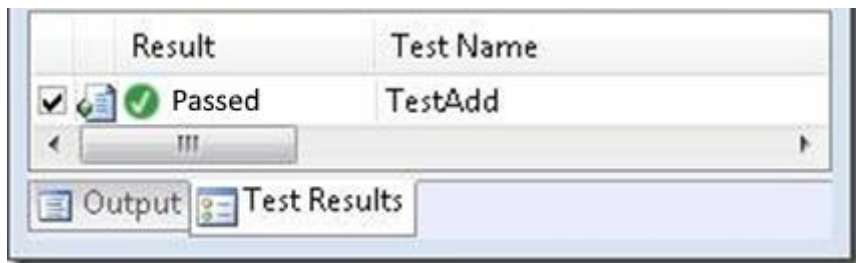 Result Test Name
Passed TestAdd
Output Test Results